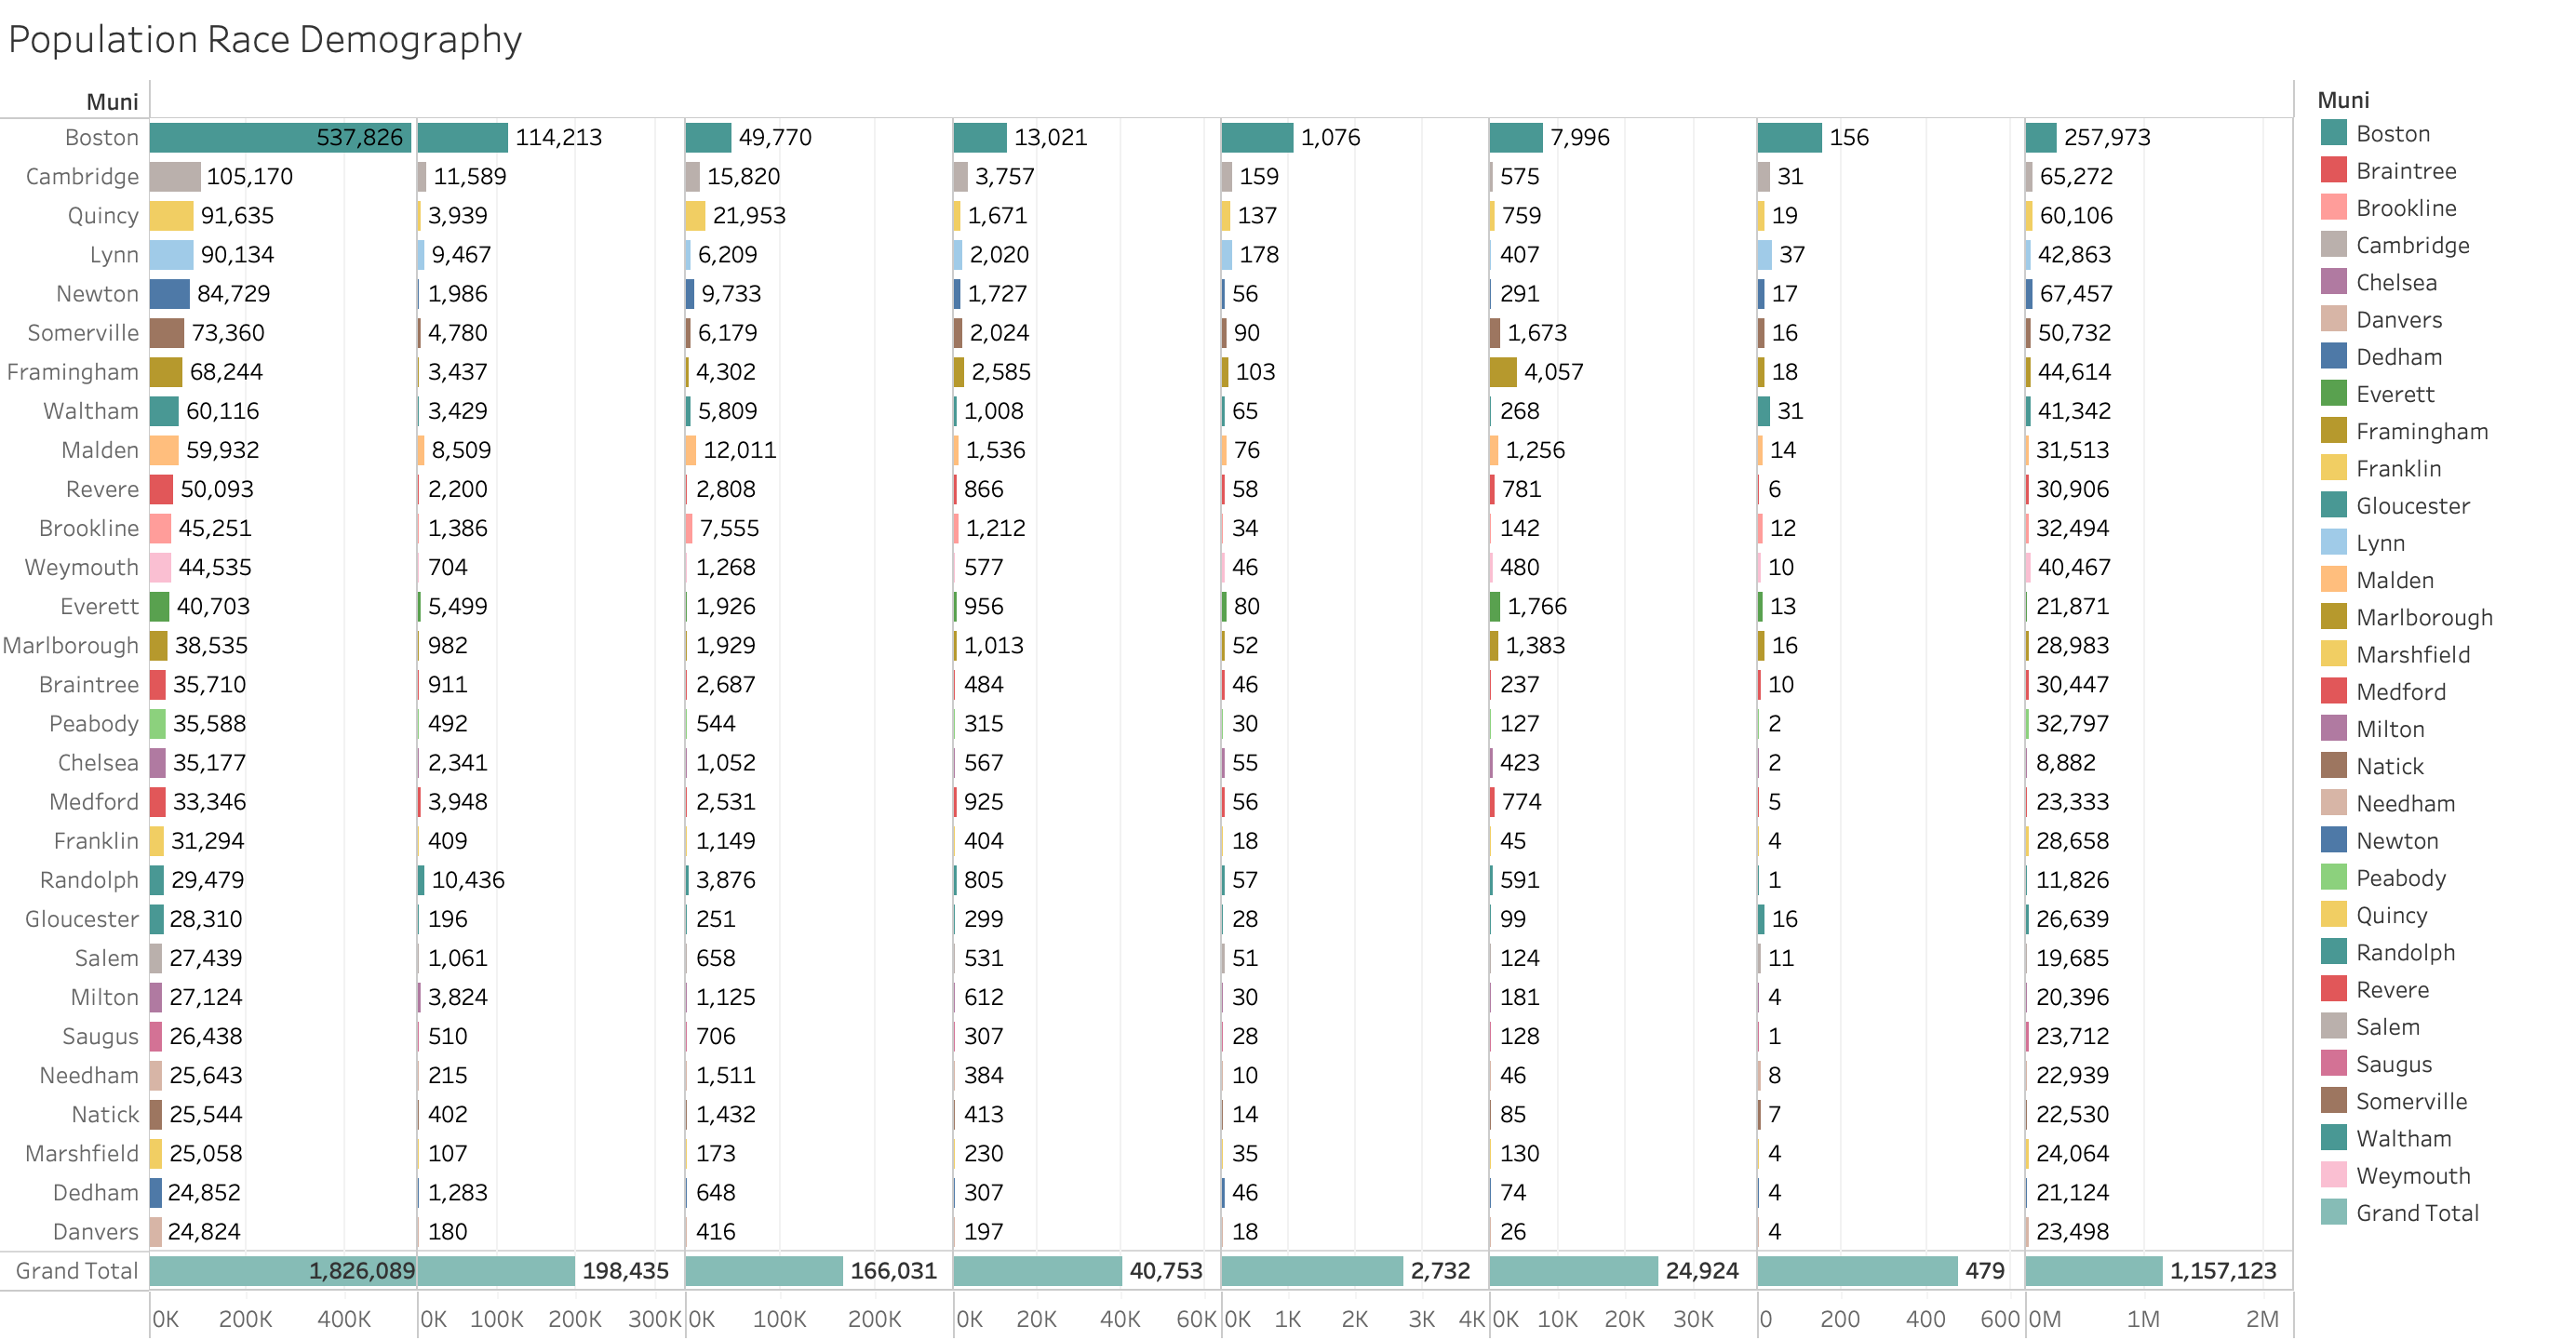 Population Race Demography
Muni
Boston 537,826 114,213 49,770 13,021 1,076 7,996 156 257,973
Cambridge 105,170 11,589 15,820 3,757 159 575 31 65,272
Quincy 91,635 3,939 21,953 1,671 137 759 19 60,106
Lynn 90,134 9,467 6,209 2,020 178 407 37 42,863
Newton 84,729 1,986 9,733 1,727 56 291 17 67,457
Somerville 73,360 4,780 6,179 2,024 90 1,673 16 50,732
Framingham 68,244 3,437 4,302 2,585 103 4,057 18 44,614
Waltham 60,116 3,429 5,809 1,008 65 268 31 41,342
Malden 59,932 8,509 12,011 1,536 76 1,256 14 31,513
Revere 50,093 2,200 2,808 866 58 781 6 30,906
Brookline 45,251 1,386 7,555 1,212 34 142 12 32,494
Weymouth 44,535 704 1,268 577 46 480 10 40,467
Everett 40,703 5,499 1,926 956 80 1,766 13 21,871
Marlborough 38,535 982 1,929 1,013 52 1,383 16 28,983
Braintree 35,710 911 2,687 484 46 237 10 30,447
Peabody 35,588 492 544 315 30 127 2 32,797
Chelsea 35,177 2,341 1,052 567 55 423 2 8,882
Medford 33,346 3,948 2,531 925 56 774 5 23,333
Franklin 31,294 409 1,149 404 18 45 4 28,658
Randolph 29,479 10,436 3,876 805 57 591 1 11,826
Gloucester 28,310 196 251 299 28 99 16 26,639
Salem 27,439 1,061 658 531 51 124 11 19,685
Milton 27,124 3,824 1,125 612 30 181 4 20,396
Saugus 26,438 510 706 307 28 128 1 23,712
Needham 25,643 215 1,511 384 10 46 8 22,939
Natick 25,544 402 1,432 413 14 85 7 22,530
Marshfield 25,058 107 173 230 35 130 4 24,064
Dedham 24,852 1,283 648 307 46 74 4 21,124
Danvers 24,824 180 416 197 18 26 4 23,498
Grand Total 1,826,089 198,435 166,031 40,753 2,732 24,924 479 1,157,123
0K 200K 400K 0K 100K 200K 300K 0K 100K 200K 0K 20K 40K 60K 0K 1K 2K 3K 4K 0K 10K 20K 30K 0 200 400 600 0M 1M 2M
Muni
Boston
Braintree
Brookline
Cambridge
Chelsea
Danvers
Dedham
Everett
Framingham
Franklin
Gloucester
Lynn
Malden
Marlborough
Marshfield
Medford
Milton
Natick
Needham
Newton
Peabody
Quincy
Randolph
Revere
Salem
Saugus
Somerville
Waltham
Weymouth
Grand Total